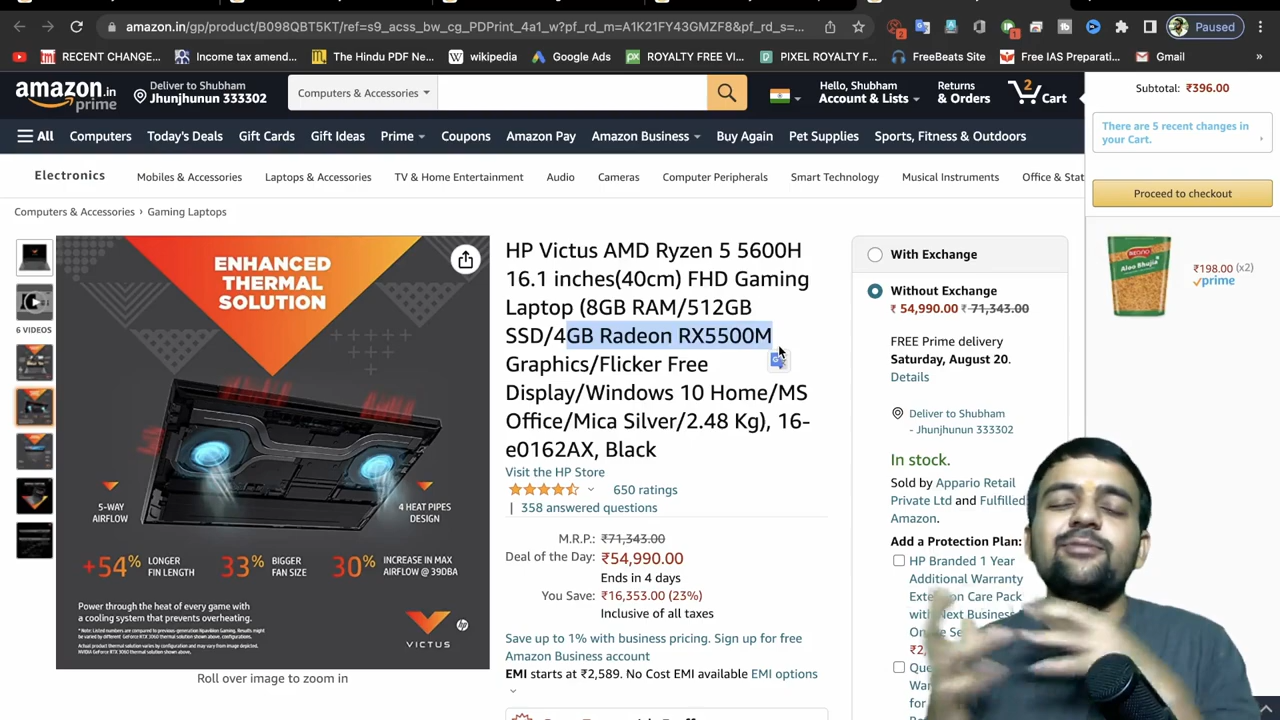 amazon.in/gp/product/B098QBT5KT/ref=s9_acss_bw_cg_PDPrint_4a1_w?pf_rd_m=A1K21FY43GMZF8&pf_rd_s=...
Paused
RECENT CHANGE...
Income tax amend...
The Hindu PDF Ne...
wikipedia
Google Ads
ROYALTY FREE VI...
PIXEL ROYALTY F...
FreeBeats Site
Free IAS Preparati...
Gmail
»
amazon.in
prime
Deliver to Shubham
Jhunjhunun 333302
Computers & Accessories
Hello, Shubham
Account & Lists
Returns
& Orders
2
Cart
All
Computers
Today's Deals
Gift Cards
Gift Ideas
Prime
Coupons
Amazon Pay
Amazon Business
Buy Again
Pet Supplies
Sports, Fitness & Outdoors
Electronics
Mobiles & Accessories
Laptops & Accessories
TV & Home Entertainment
Audio
Cameras
Computer Peripherals
Smart Technology
Musical Instruments
Office & Stat
Computers & Accessories › Gaming Laptops
6 VIDEOS
ENHANCED
THERMAL
SOLUTION
5-WAY
AIRFLOW
4 HEAT PIPES
DESIGN
+54% LONGER
FIN LENGTH
33% BIGGER
FAN SIZE
30% INCREASE IN MAX
AIRFLOW @ 39DBA
Power through the heat of every game with
a cooling system that prevents overheating.
VICTUS
hp
Roll over image to zoom in
HP Victus AMD Ryzen 5 5600H
16.1 inches(40cm) FHD Gaming
Laptop (8GB RAM/512GB
SSD/4GB Radeon RX5500M
Graphics/Flicker Free
Display/Windows 10 Home/MS
Office/Mica Silver/2.48 Kg), 16-
e0162AX, Black
Visit the HP Store
650 ratings
| 358 answered questions
M.R.P.: ₹71,343.00
Deal of the Day: ₹54,990.00
Ends in 4 days
You Save: ₹16,353.00 (23%)
Inclusive of all taxes
Save up to 1% with business pricing. Sign up for free
Amazon Business account
EMI starts at ₹2,589. No Cost EMI available EMI options
With Exchange
Without Exchange
₹ 54,990.00 ₹ 71,343.00
FREE Prime delivery
Saturday, August 20.
Details
Deliver to Shubham
- Jhunjhunun 333302
In stock.
Sold by Appario Retail
Private Ltd and Fulfilled
Amazon.
Add a Protection Plan:
HP Branded 1 Year
Additional Warranty
Care Pack
with Next Business
₹2,
for
Subtotal: ₹396.00
There are 5 recent changes in
your Cart.
Proceed to checkout
Aloo Bhujia
₹198.00 (x2)
prime